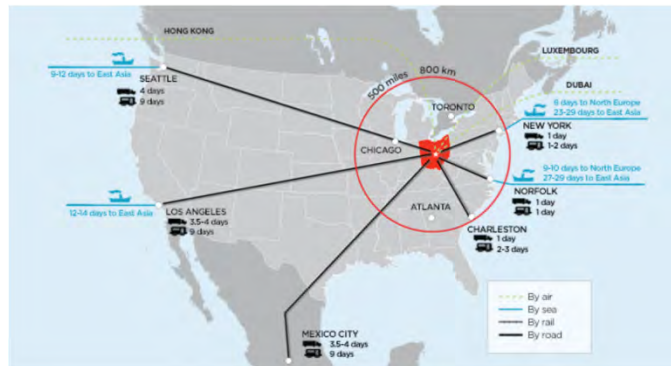 HONG KONG
LUXEMBOURG
DUBAI
500 miles
800 km
9-12 days to East Asia
SEATTLE
4 days
9 days
TORONTO
CHICAGO
8 days to North Europe
23-29 days to East Asia
NEW YORK
1 day
1-2 days
9-10 days to North Europe
27-29 days to East Asia
NORFOLK
1 day
1 day
12-14 days to East Asia
LOS ANGELES
3.5-4 days
9 days
ATLANTA
CHARLESTON
1 day
2-3 days
MEXICO CITY
3.5-4 days
9 days
By air
By sea
By rail
By road